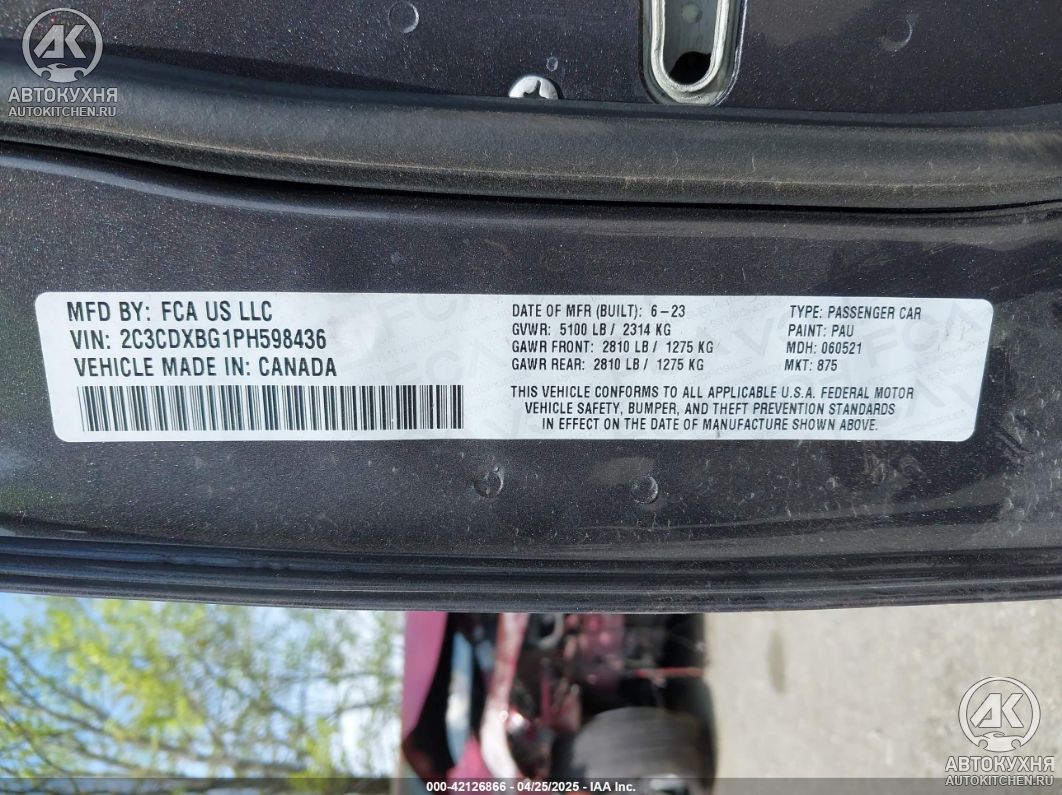 АК
АВТОКУХНЯ
AUTOKITCHEN.RU
MFD BY: FCA US LLC
VIN: 2C3CDXBG1PH598436
VEHICLE MADE IN: CANADA
DATE OF MFR (BUILT): 6-23
GVWR: 5100 LB / 2314 KG
GAWR FRONT: 2810 LB / 1275 KG
GAWR REAR: 2810 LB / 1275 KG
TYPE: PASSENGER CAR
PAINT: PAU
MDH: 060521
MKT: 875
THIS VEHICLE CONFORMS TO ALL APPLICABLE U.S.A. FEDERAL MOTOR
VEHICLE SAFETY, BUMPER, AND THEFT PREVENTION STANDARDS
IN EFFECT ON THE DATE OF MANUFACTURE SHOWN ABOVE.
АК
АВТОКУХНЯ
AUTOKITCHEN.RU
000-42126866 - 04/25/2025 - IAA Inc.